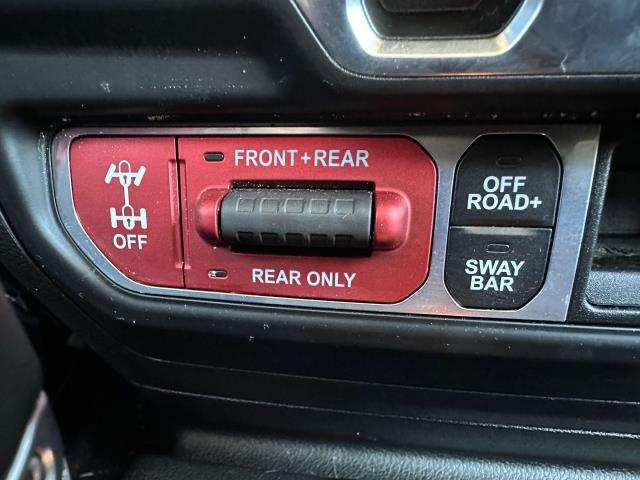 OFF
FRONT+REAR
REAR ONLY
OFF
ROAD+
SWAY
BAR